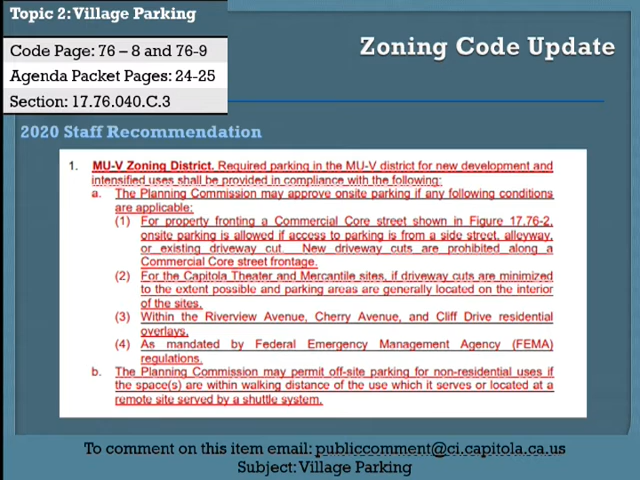 Topic 2: Village Parking
Code Page: 76 – 8 and 76-9
Agenda Packet Pages: 24-25
Section: 17.76.040.C.3
Zoning Code Update
2020 Staff Recommendation
1. MU-V Zoning District. Required parking in the MU-V district for new development and
intensified uses shall be provided in compliance with the following:
a. The Planning Commission may approve onsite parking if any following conditions
are applicable:
(1) For property fronting a Commercial Core street shown in Figure 17.76-2,
onsite parking is allowed if access to parking is from a side street, alleyway,
or existing driveway cut. New driveway cuts are prohibited along a
Commercial Core street frontage.
(2) For the Capitola Theater and Mercantile sites, if driveway cuts are minimized
to the extent possible and parking areas are generally located on the interior
of the sites.
(3) Within the Riverview Avenue, Cherry Avenue, and Cliff Drive residential
overlays.
(4) As mandated by Federal Emergency Management Agency (FEMA)
regulations.
b. The Planning Commission may permit off-site parking for non-residential uses if
the space(s) are within walking distance of the use which it serves or located at a
remote site served by a shuttle system.
To comment on this item email: publiccomment@ci.capitola.ca.us
Subject: Village Parking